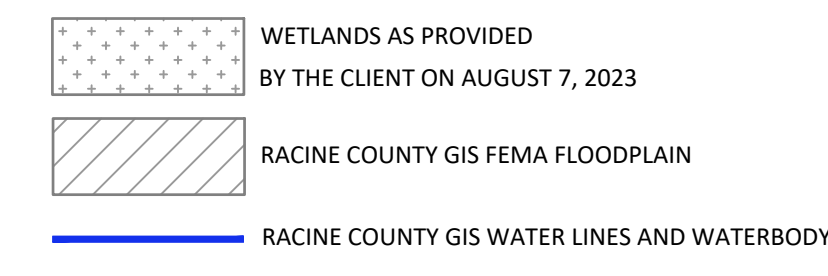 WETLANDS AS PROVIDED
BY THE CLIENT ON AUGUST 7, 2023
RACINE COUNTY GIS FEMA FLOODPLAIN
RACINE COUNTY GIS WATER LINES AND WATERBODY